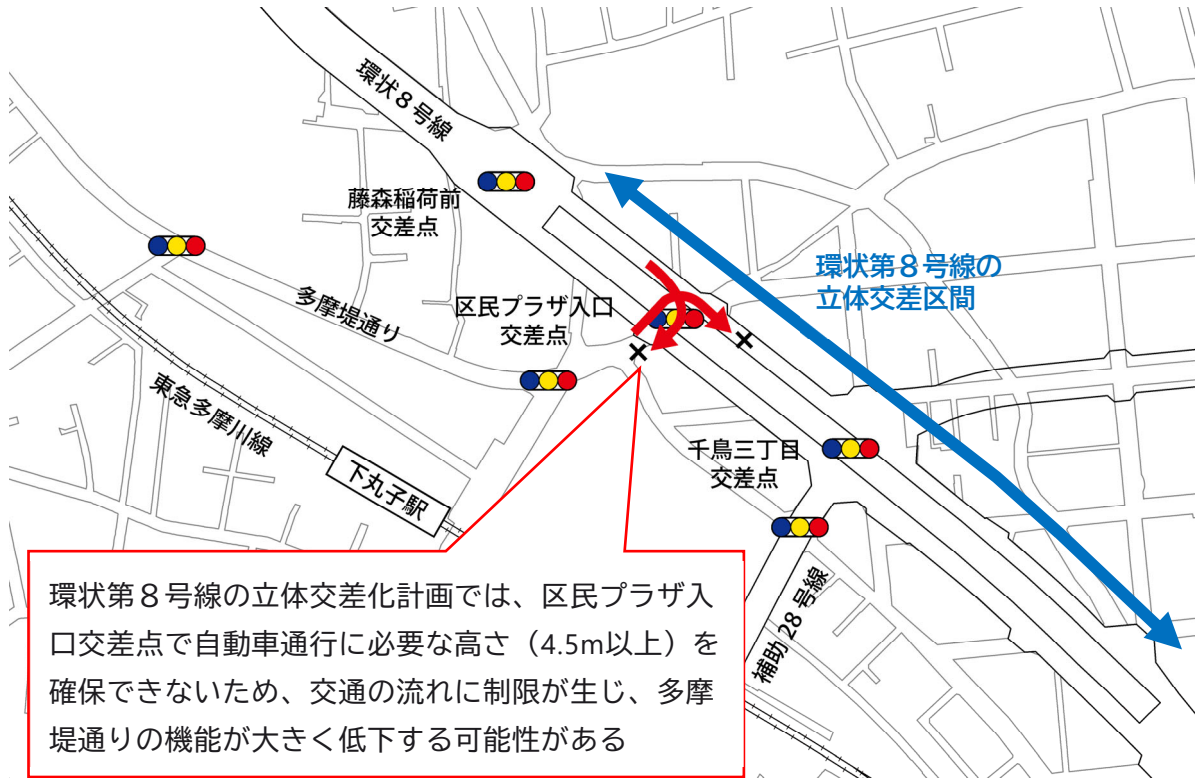 環状８号線
藤森稲荷前
交差点
環状第８号線の
立体交差区間
区民プラザ入口
交差点
多摩堤通り
東急多摩川線
千鳥三丁目
交差点
下丸子駅
補助28号線
環状第８号線の立体交差化計画では、区民プラザ入
口交差点で自動車通行に必要な高さ（4.5m以上）を
確保できないため、交通の流れに制限が生じ、多摩
堤通りの機能が大きく低下する可能性がある